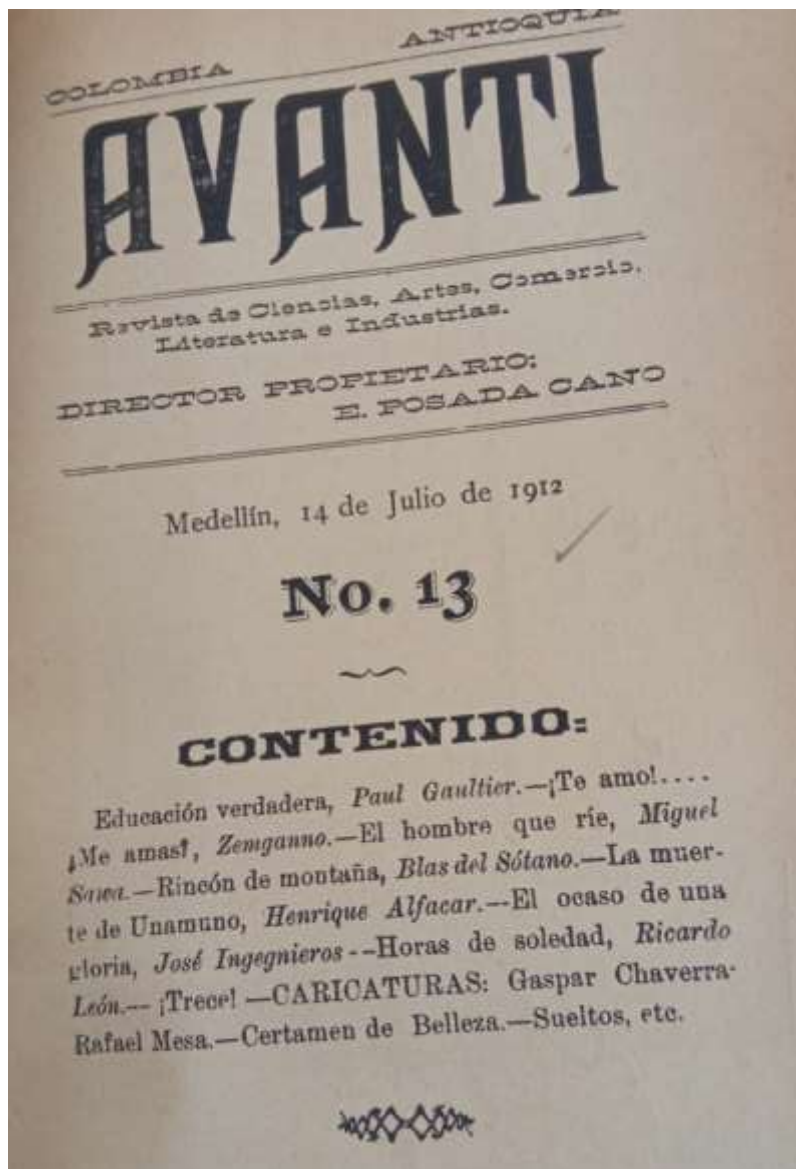 COLOMBIA ANTIOQUIA
AVANTI
Revista de Ciencias, Artes, Comercio,
Literatura e Industrias.
DIRECTOR PROPIETARIO:
E. POSADA CANO
Medellín, 14 de Julio de 1912
No. 13
CONTENIDO:
Educación verdadera, Paul Gaultier.—¡Te amo!....
¿Me amas?, Zemganno.—El hombre que ríe, Miguel
Sawa.—Rincón de montaña, Blas del Sótano.—La muer-
te de Unamuno, Henrique Alfacar.—El ocaso de una
gloria, José Ingegnieros--Horas de soledad, Ricardo
León.—¡Trece!—CARICATURAS: Gaspar Chaverra-
Rafael Mesa.—Certamen de Belleza.—Sueltos, etc.